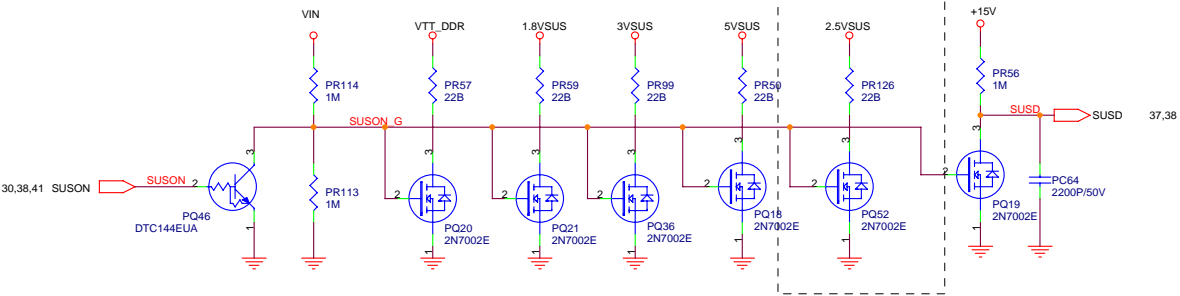 VIN
VTT_DDR
1.8VSUS
3VSUS
5VSUS
2.5VSUS
+15V
PR114
1M
PR57
22B
PR59
22B
PR99
22B
PR50
22B
PR126
22B
PR56
1M
SUSON_G
SUSD
SUSD
37,38
3
3
3
3
3
3
3
30,38,41 SUSON
SUSON
2
2
2
2
2
2
2
PR113
1M
PC64
2200P/50V
PQ46
DTC144EUA
PQ20
2N7002E
PQ21
2N7002E
PQ36
2N7002E
PQ18
2N7002E
PQ52
2N7002E
PQ19
2N7002E
1
1
1
1
1
1
1